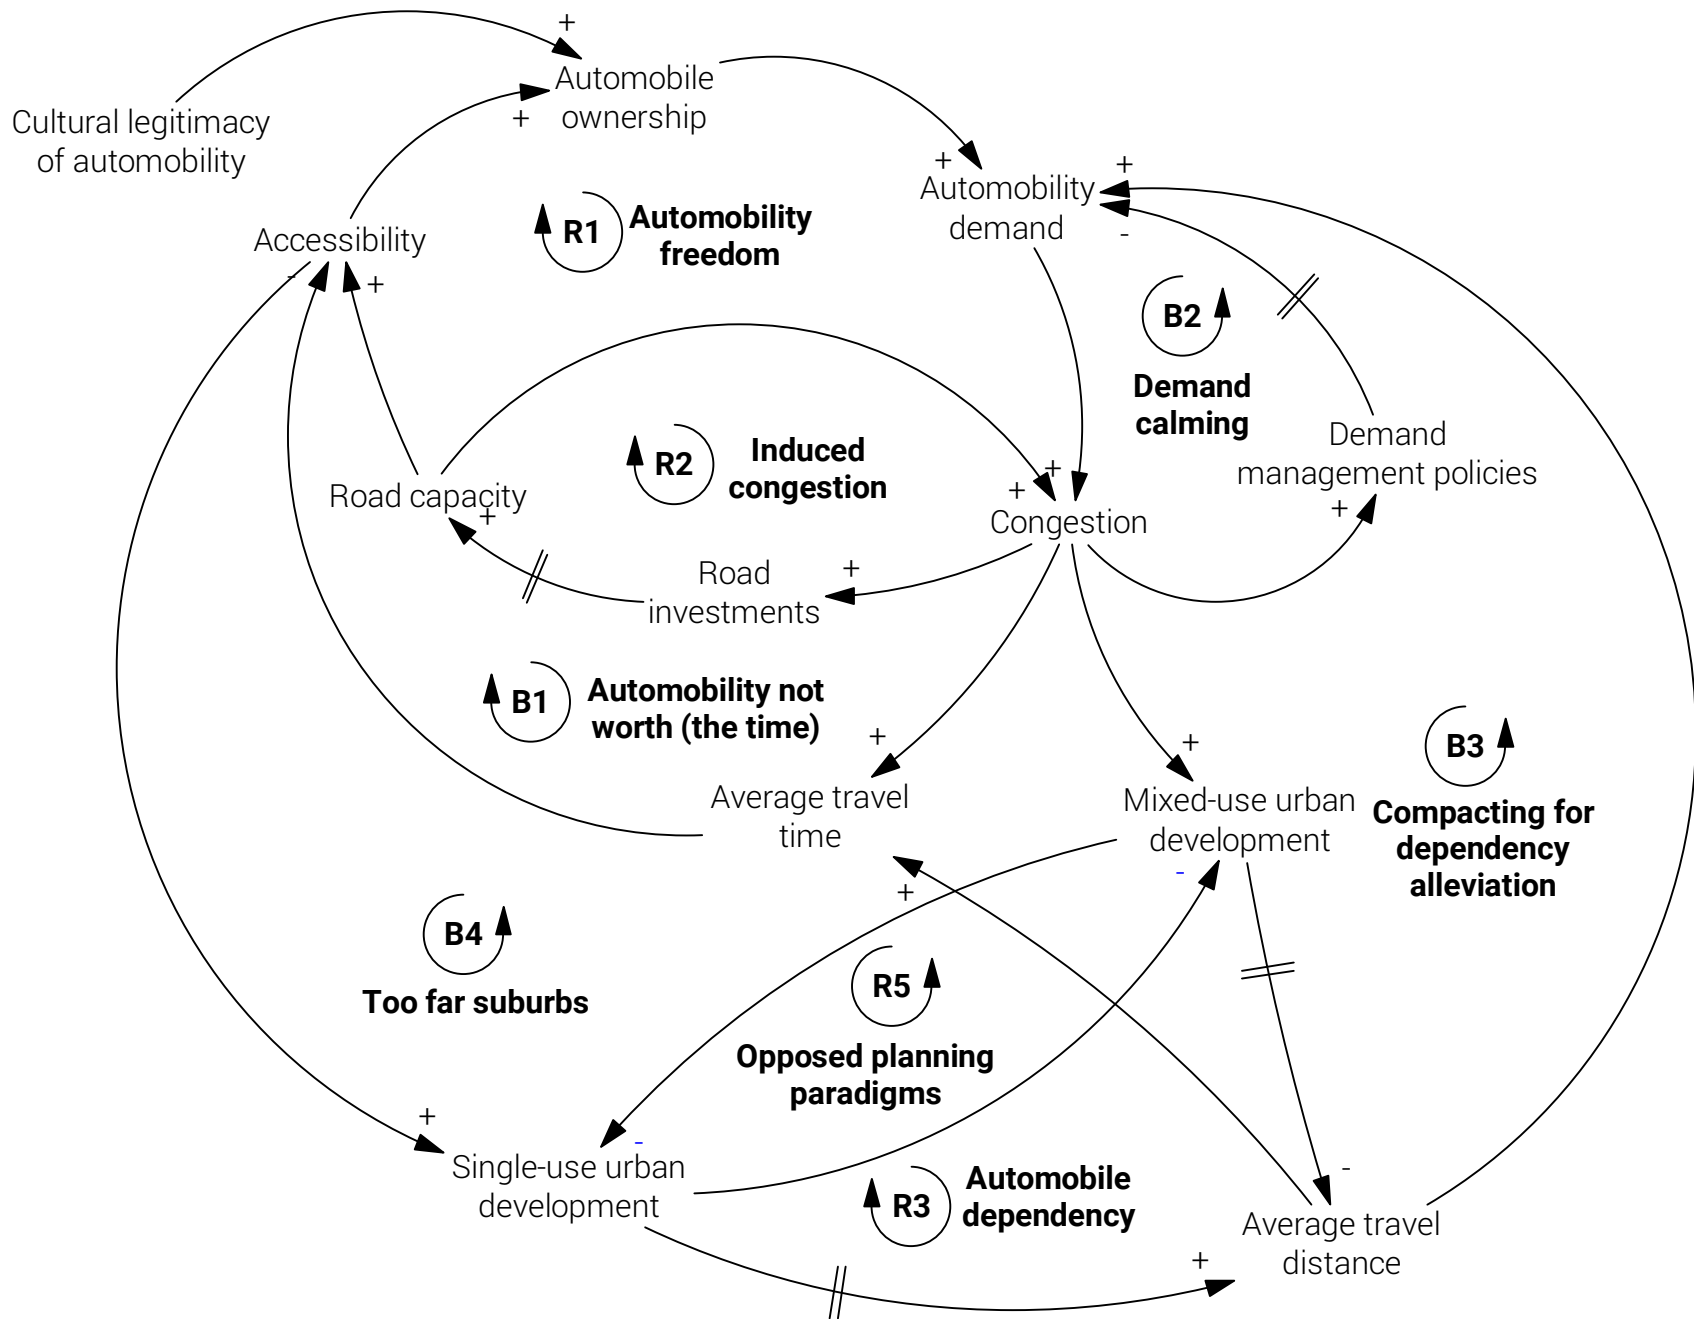 +
Automobile
ownership
+
Cultural legitimacy
of automobility
+
Automobility
demand
+
-
R1
Automobility
freedom
Accessibility
-
+
B2
Demand
calming
Demand
management policies
+
R2
Induced
congestion
+
+
Congestion
Road capacity
+
Road
investments
+
B1
Automobility not
worth (the time)
+
+
Average travel
time
+
Mixed-use urban
development
-
B3
Compacting for
dependency
alleviation
B4
Too far suburbs
R5
Opposed planning
paradigms
+
-
Single-use urban
development
R3
Automobile
dependency
-
Average travel
distance
+